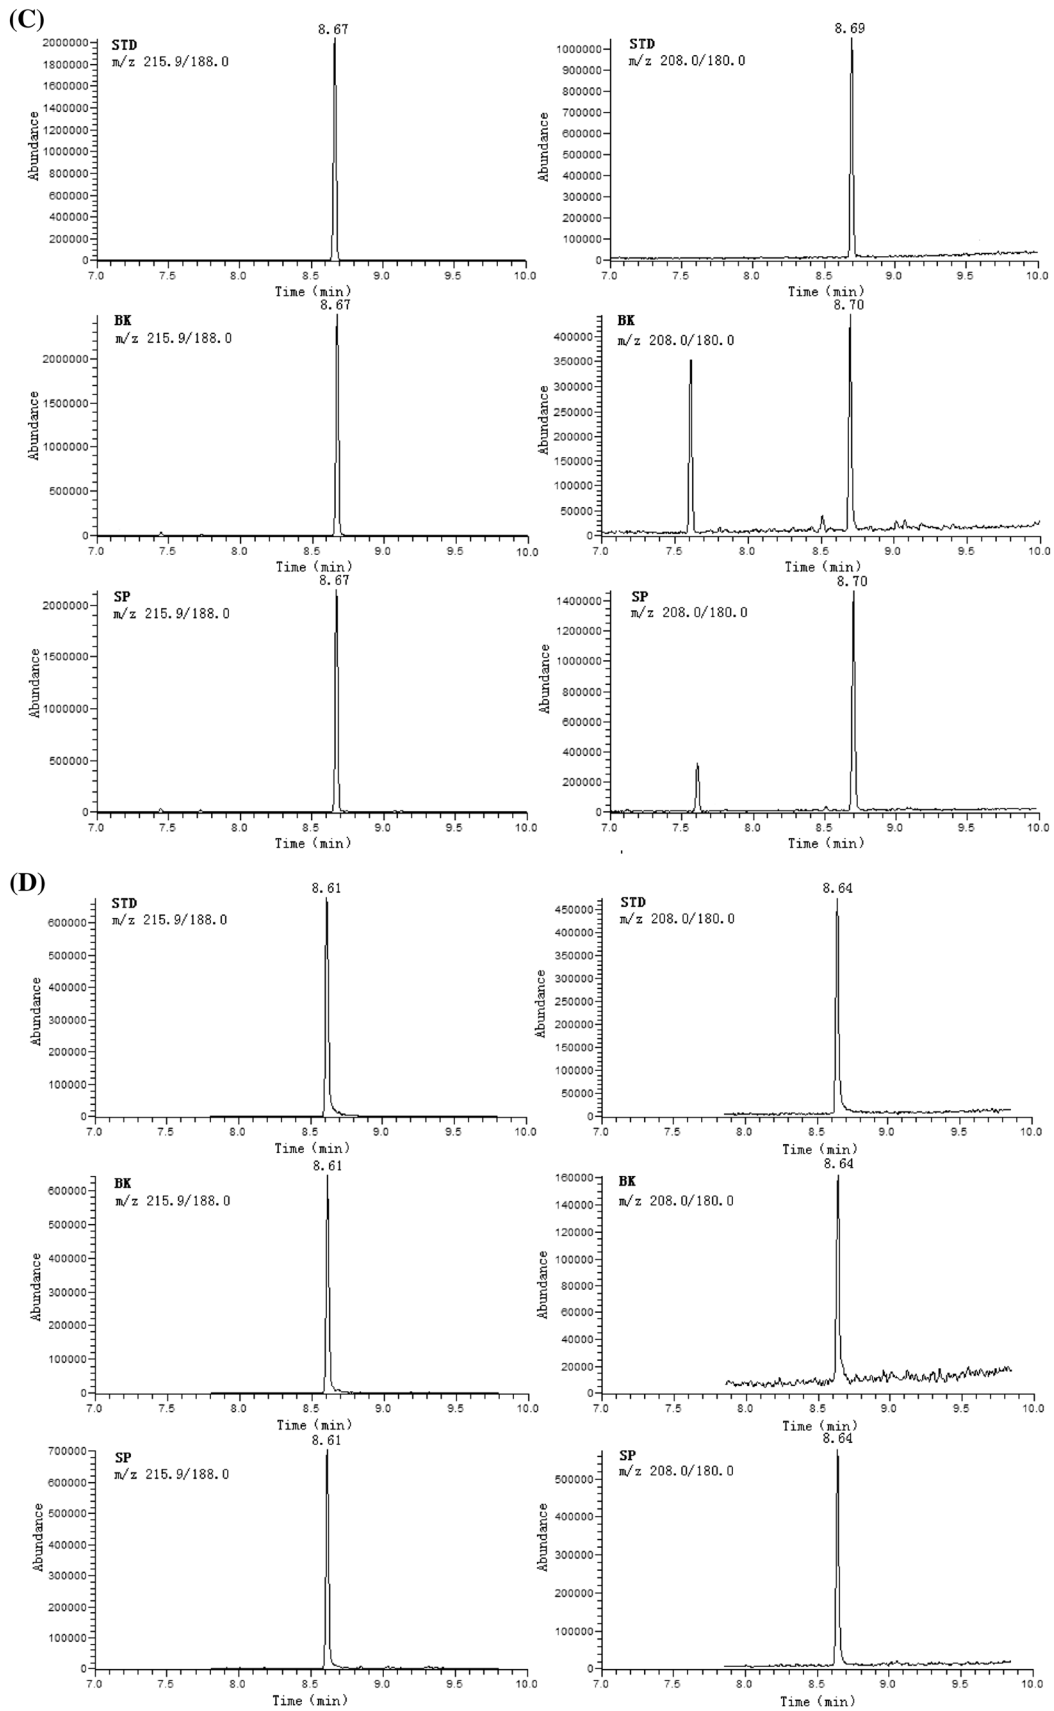 (C)
8.67
STD
m/z 215.9/188.0
2000000
1800000
1600000
1400000
1200000
1000000
800000
600000
400000
200000
0
Abundance
7.0 7.5 8.0 8.5 9.0 9.5 10.0
Time (min)
8.69
STD
m/z 208.0/180.0
1000000
900000
800000
700000
600000
500000
400000
300000
200000
100000
0
Abundance
7.0 7.5 8.0 8.5 9.0 9.5 10.0
Time (min)
8.67
BK
m/z 215.9/188.0
2000000
1500000
1000000
500000
0
Abundance
7.0 7.5 8.0 8.5 9.0 9.5 10.0
Time (min)
8.70
BK
m/z 208.0/180.0
400000
350000
300000
250000
200000
150000
100000
50000
0
Abundance
7.0 7.5 8.0 8.5 9.0 9.5 10.0
Time (min)
8.67
SP
m/z 215.9/188.0
2000000
1500000
1000000
500000
0
Abundance
7.0 7.5 8.0 8.5 9.0 9.5 10.0
Time (min)
8.70
SP
m/z 208.0/180.0
1400000
1200000
1000000
800000
600000
400000
200000
0
Abundance
7.0 7.5 8.0 8.5 9.0 9.5 10.0
Time (min)
(D)
8.61
STD
m/z 215.9/188.0
600000
500000
400000
300000
200000
100000
0
Abundance
7.0 7.5 8.0 8.5 9.0 9.5 10.0
Time (min)
8.64
STD
m/z 208.0/180.0
450000
400000
350000
300000
250000
200000
150000
100000
50000
0
Abundance
7.0 7.5 8.0 8.5 9.0 9.5 10.0
Time (min)
8.61
BK
m/z 215.9/188.0
600000
500000
400000
300000
200000
100000
0
Abundance
7.0 7.5 8.0 8.5 9.0 9.5 10.0
Time (min)
8.64
BK
m/z 208.0/180.0
160000
140000
120000
100000
80000
60000
40000
20000
0
Abundance
7.0 7.5 8.0 8.5 9.0 9.5 10.0
Time (min)
8.61
SP
m/z 215.9/188.0
700000
600000
500000
400000
300000
200000
100000
0
Abundance
7.0 7.5 8.0 8.5 9.0 9.5 10.0
Time (min)
8.64
SP
m/z 208.0/180.0
500000
400000
300000
200000
100000
0
Abundance
7.0 7.5 8.0 8.5 9.0 9.5 10.0
Time (min)